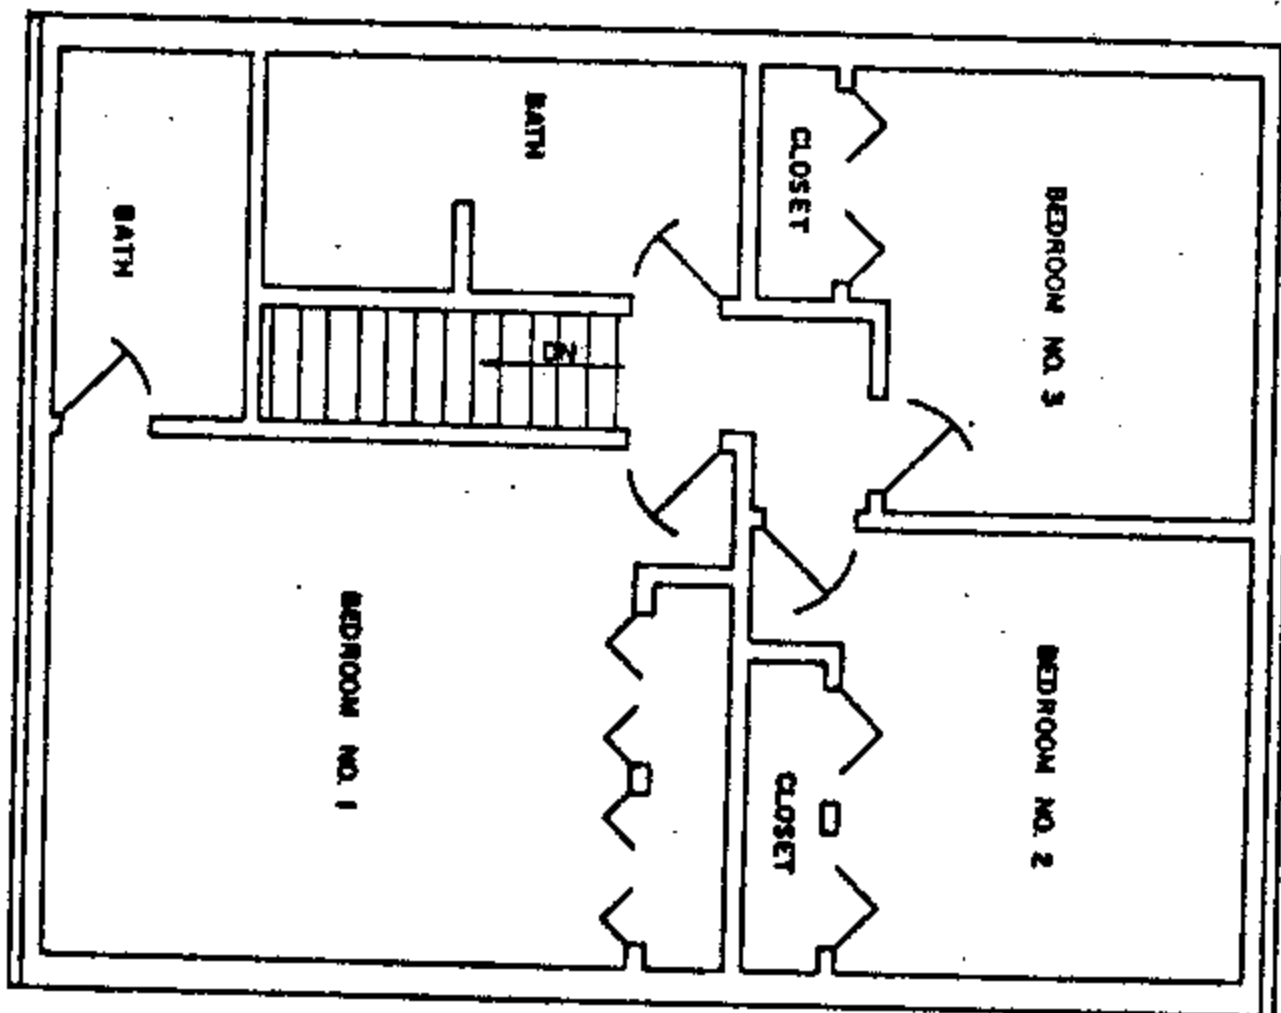 BATH
BATH
CLOSET
BEDROOM NO. 3
DN
BEDROOM NO. 1
CLOSET
BEDROOM NO. 2